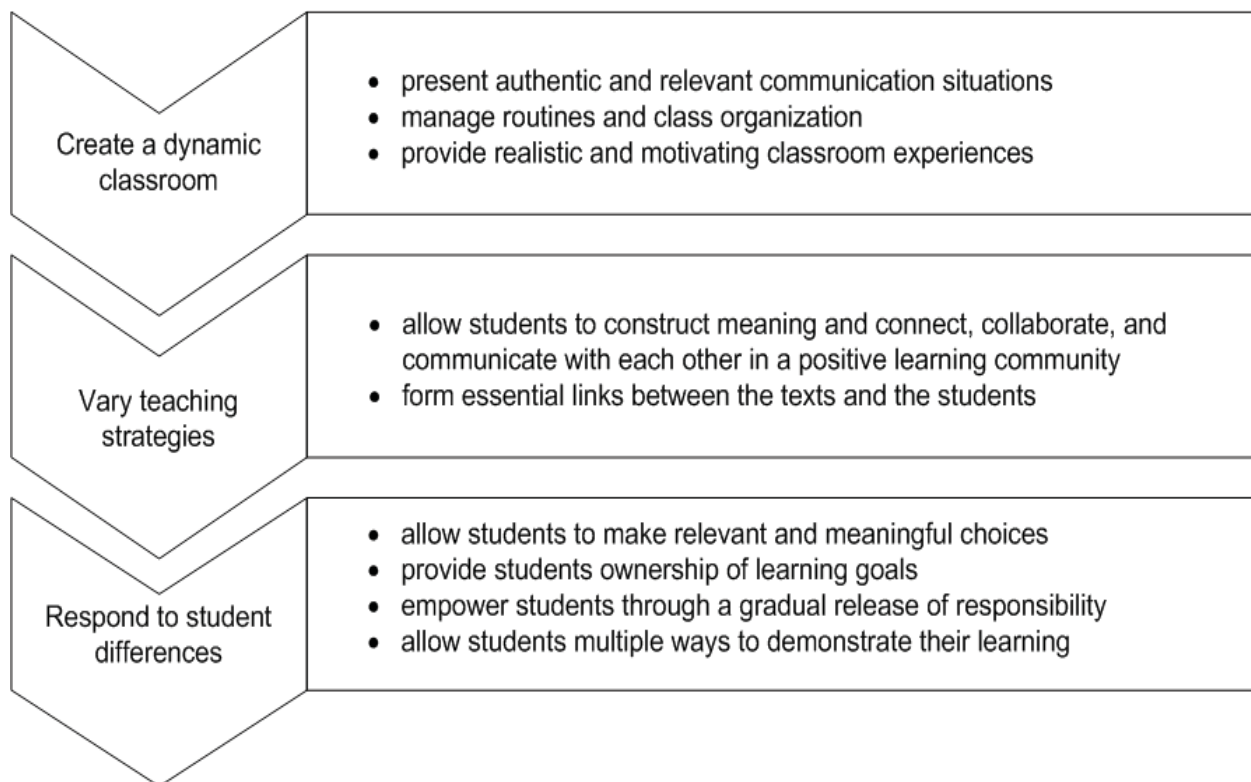 Create a dynamic
classroom
• present authentic and relevant communication situations
• manage routines and class organization
• provide realistic and motivating classroom experiences
Vary teaching
strategies
• allow students to construct meaning and connect, collaborate, and
communicate with each other in a positive learning community
• form essential links between the texts and the students
Respond to student
differences
• allow students to make relevant and meaningful choices
• provide students ownership of learning goals
• empower students through a gradual release of responsibility
• allow students multiple ways to demonstrate their learning